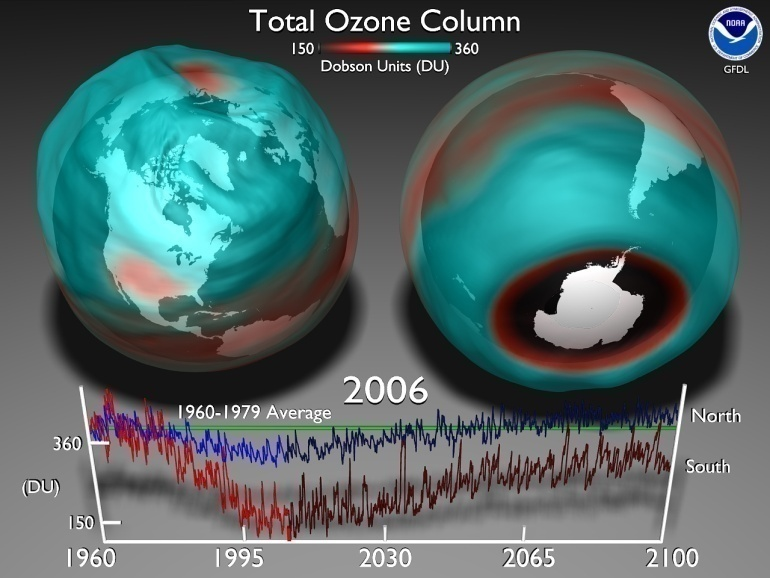 Total Ozone Column
150 360
Dobson Units (DU)
NOAA
GFDL
2006
1960-1979 Average
North
360
South
(DU)
150
1960 1995 2030 2065 2100